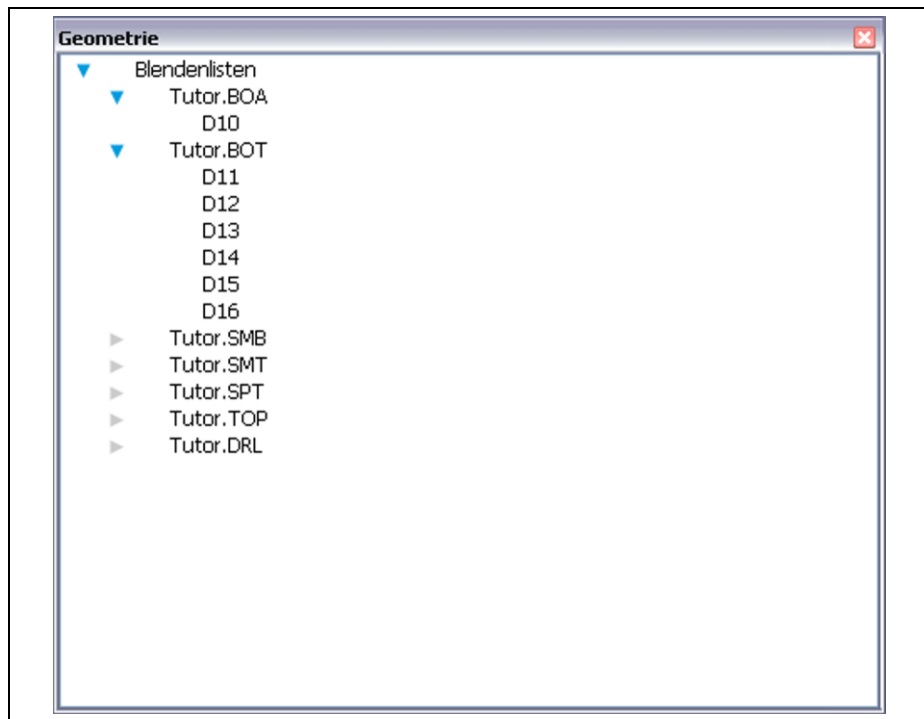 Geometrie
Blendenlisten
Tutor.BOA
D10
Tutor.BOT
D11
D12
D13
D14
D15
D16
Tutor.SMB
Tutor.SMT
Tutor.SPT
Tutor.TOP
Tutor.DRL